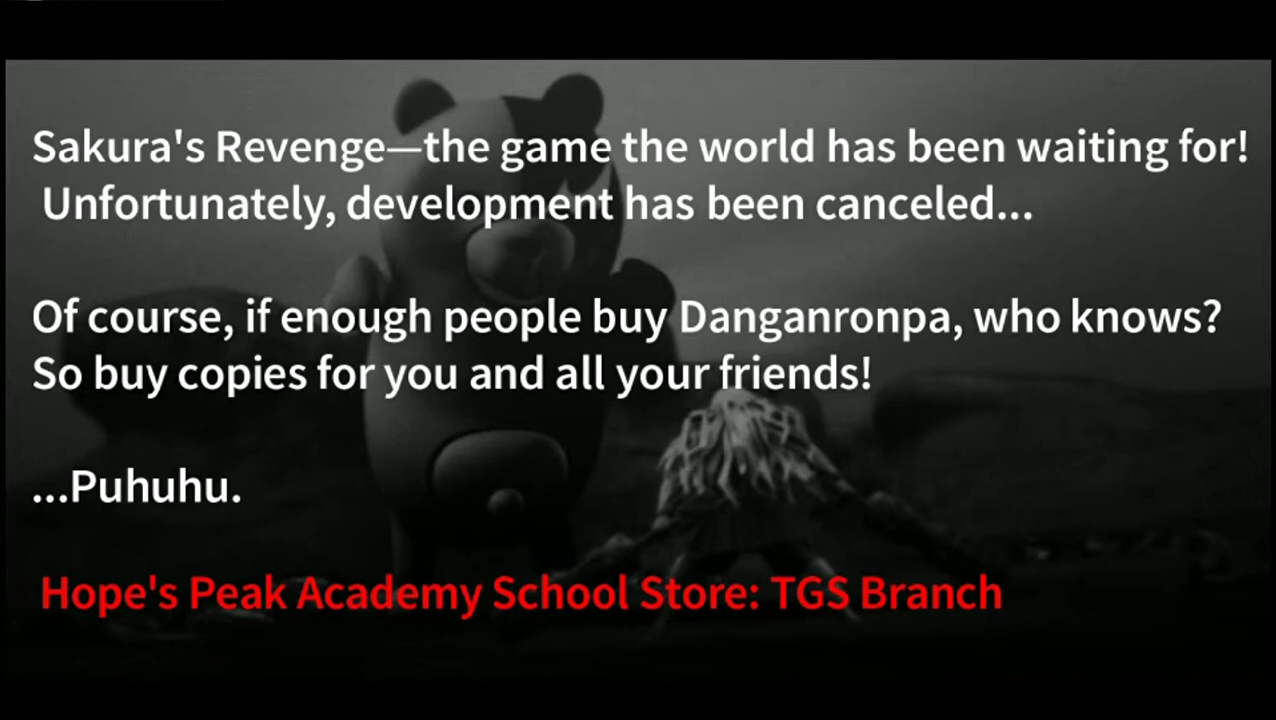 Sakura's Revenge—the game the world has been waiting for!
Unfortunately, development has been canceled...
Of course, if enough people buy Danganronpa, who knows?
So buy copies for you and all your friends!
...Puhuhu.
Hope's Peak Academy School Store: TGS Branch